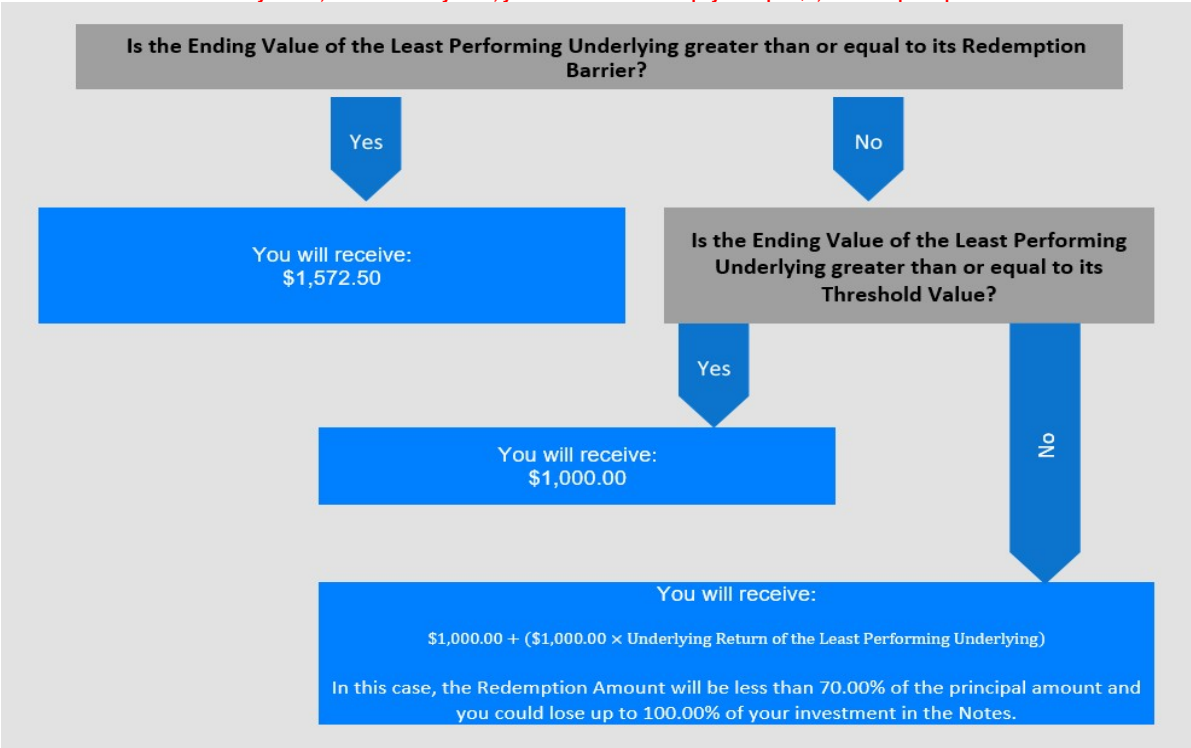 Is the Ending Value of the Least Performing Underlying greater than or equal to its Redemption
Barrier?
Yes
No
You will receive:
$1,572.50
Is the Ending Value of the Least Performing
Underlying greater than or equal to its
Threshold Value?
Yes
You will receive:
$1,000.00
No
You will receive:
$1,000.00 + ($1,000.00 × Underlying Return of the Least Performing Underlying)
In this case, the Redemption Amount will be less than 70.00% of the principal amount and
you could lose up to 100.00% of your investment in the Notes.